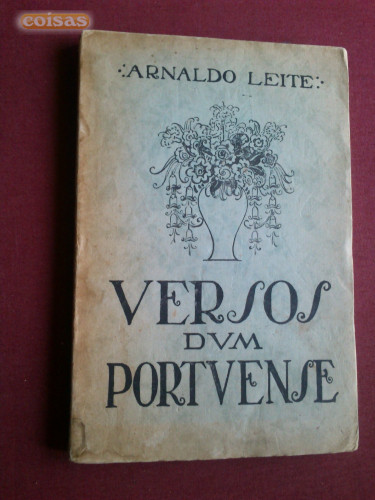 coisas
∴ARNALDO LEITE∴
VERSOS
DVM
PORTVENSE